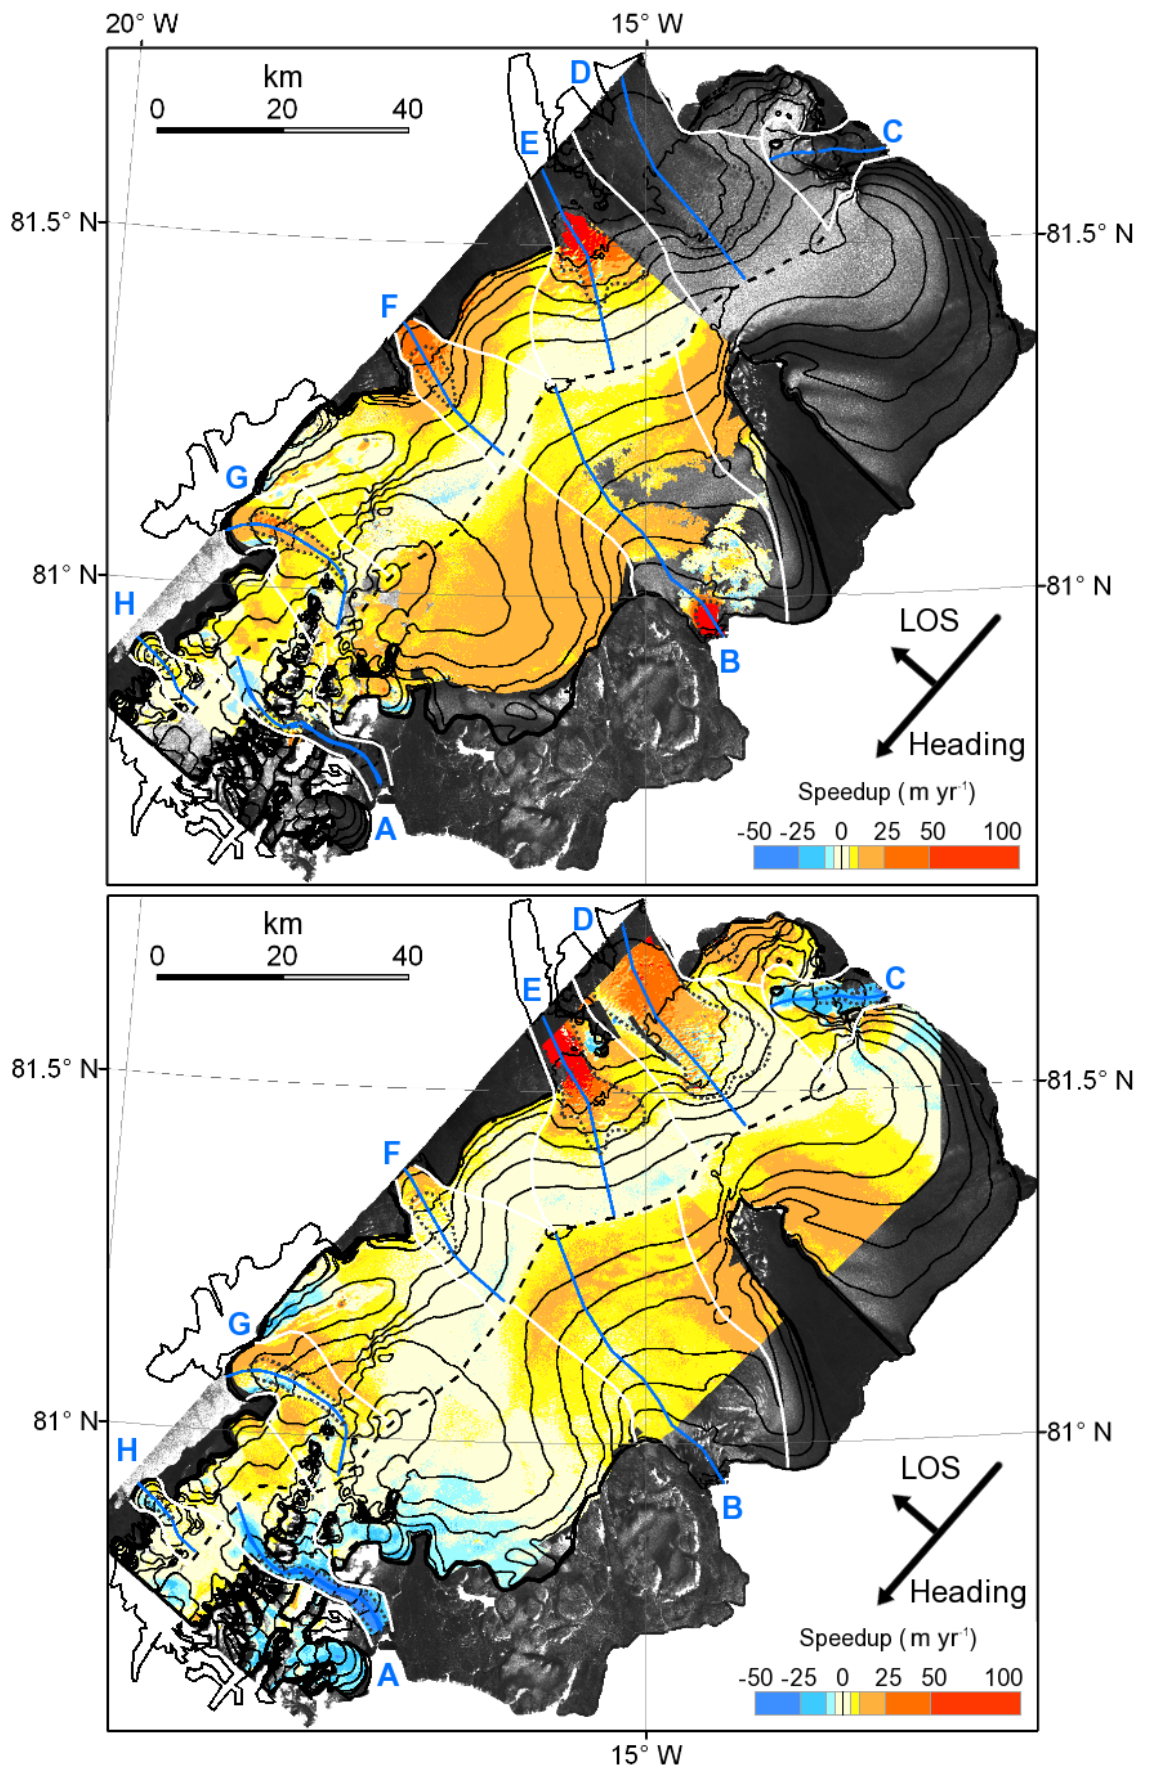 20° W 15° W
km
0 20 40
D
E
C
81.5° N 81.5° N
F
G
81° N 81° N
H
LOS
B
Heading
Speedup ( m yr⁻¹)
-50 -25 0 25 50 100
A
km
0 20 40
D
E
C
81.5° N 81.5° N
F
G
81° N 81° N
H
LOS
B
Heading
Speedup ( m yr⁻¹)
-50 -25 0 25 50 100
A
15° W